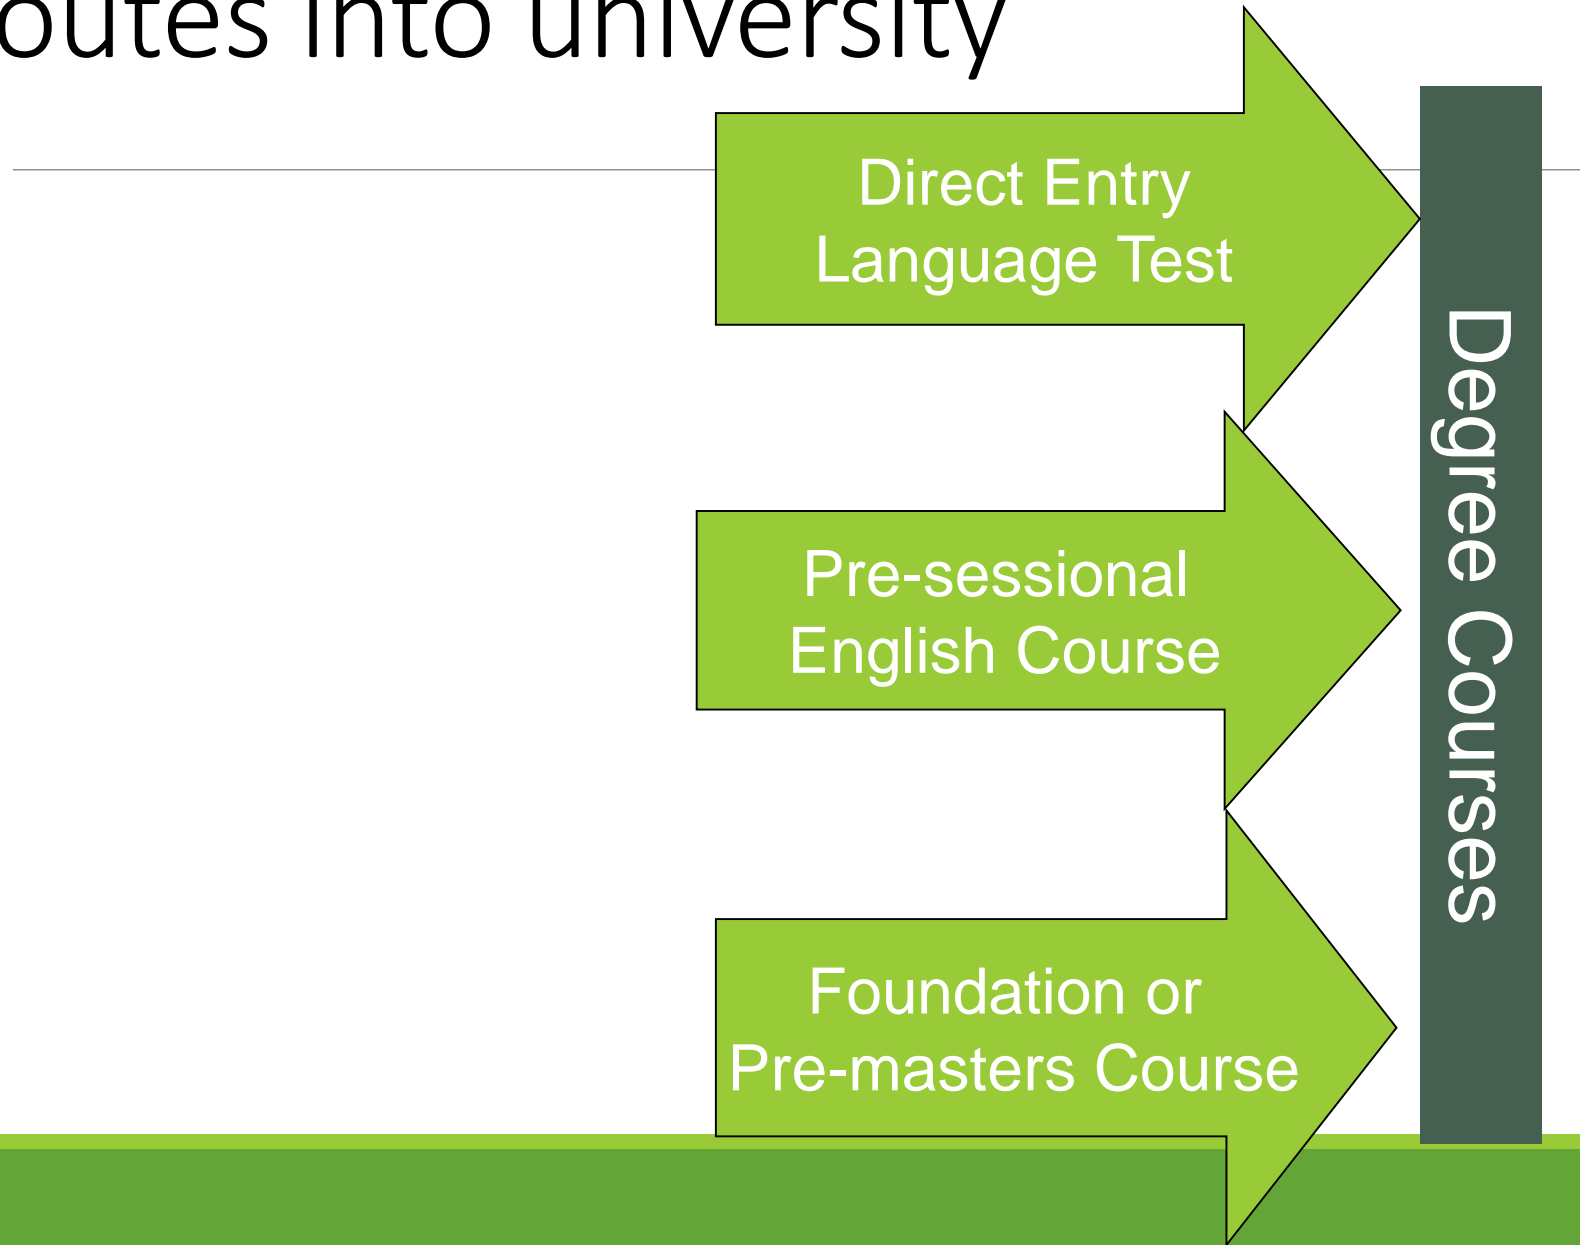 outes into university
Direct Entry
Language Test
Pre-sessional
English Course
Foundation or
Pre-masters Course
Degree Courses